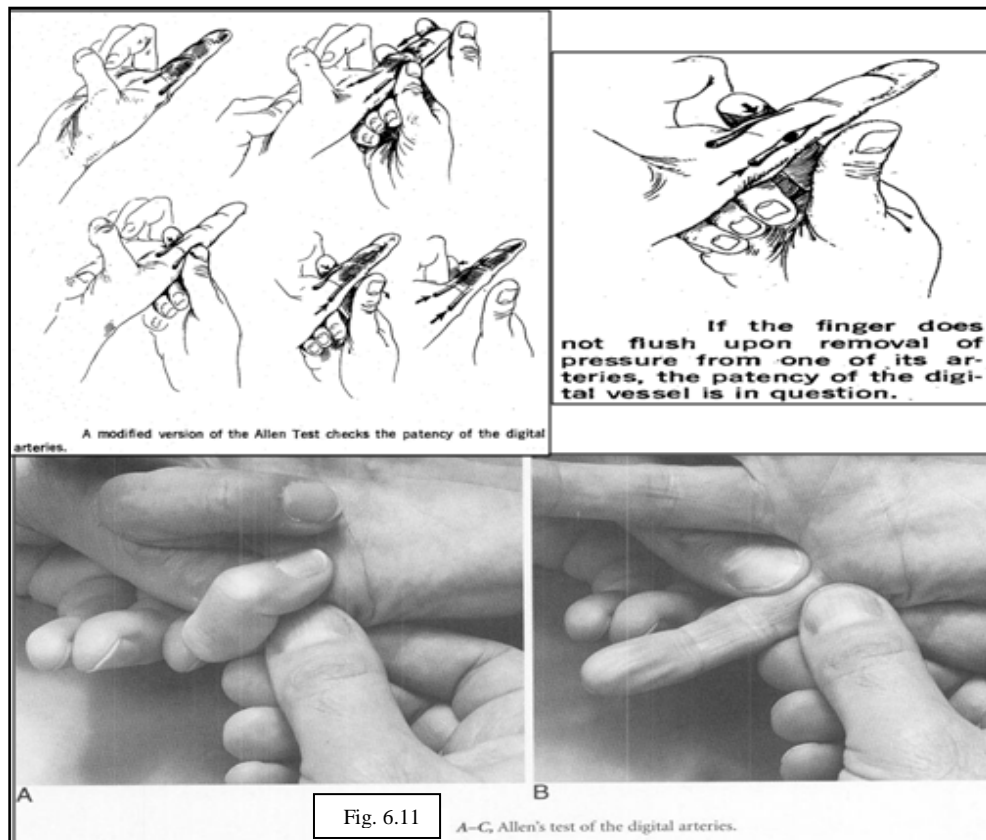 A modified version of the Allen Test checks the patency of the digital
arteries.
If the finger does
not flush upon removal of
pressure from one of its ar-
teries, the patency of the digi-
tal vessel is in question.
A
B
Fig. 6.11
A–C, Allen's test of the digital arteries.